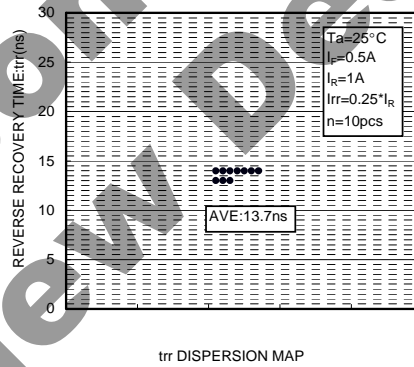 30
25
20
15
10
5
0
REVERSE RECOVERY TIME:trr(ns)
Ta=25°C
IF=0.5A
IR=1A
Irr=0.25*IR
n=10pcs
AVE:13.7ns
trr DISPERSION MAP